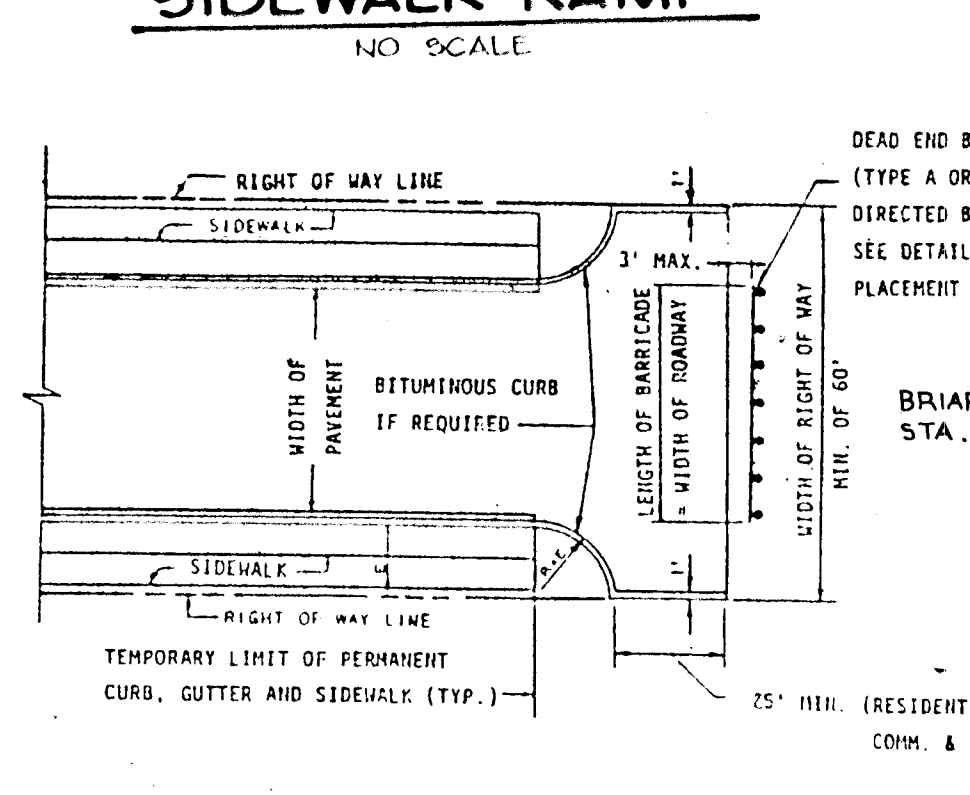 SIDEWALK RAMP
NO SCALE
DEAD END B
(TYPE A OR
DIRECTED B
SEE DETAIL
PLACEMENT
RIGHT OF WAY LINE
SIDEWALK
1'
3' MAX.
WIDTH OF
PAVEMENT
BITUMINOUS CURB
IF REQUIRED
LENGTH OF BARRICADE
= WIDTH OF ROADWAY
WIDTH OF RIGHT OF WAY
MIN. OF 60'
BRIAR
STA.
SIDEWALK
E
R=E
1'
RIGHT OF WAY LINE
TEMPORARY LIMIT OF PERMANENT
CURB, GUTTER AND SIDEWALK (TYP.)
25' MIN. (RESIDENT
COMM. &